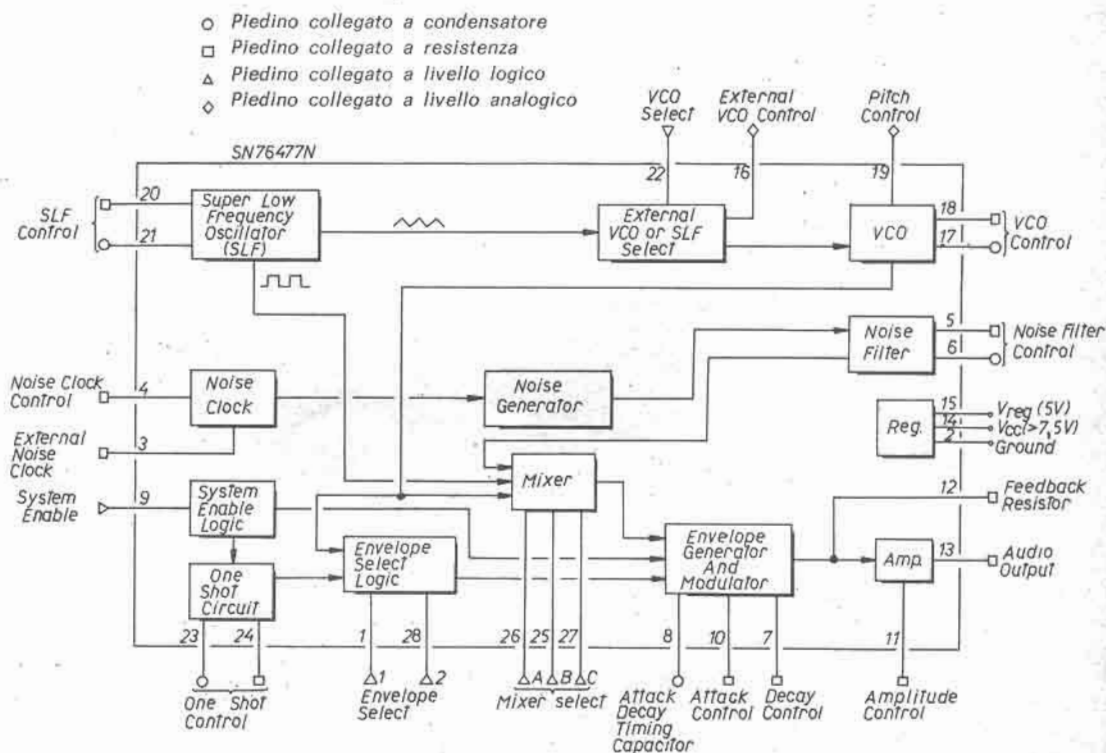 Piedino collegato a condensatore
Piedino collegato a resistenza
Piedino collegato a livello logico
Piedino collegato a livello analogico
VCO
Select
External
VCO Control
Pitch
Control
SN76477N
22
16
19
SLF
Control
20
21
Super Low
Frequency
Oscillator
(SLF)
External
VCO or SLF
Select
VCO
18
17
VCO
Control
Noise
Filter
5
6
Noise Filter
Control
Noise Clock
Control
4
Noise
Clock
Noise
Generator
External
Noise
Clock
3
Reg.
15
14
2
Vreg (5V)
Vcc(>7,5V)
Ground
System
Enable
9
System
Enable
Logic
Mixer
12
Feedback
Resistor
One
Shot
Circuit
Envelope
Select
Logic
Envelope
Generator
And
Modulator
Amp.
13
Audio
Output
23
24
1
28
26
25
27
8
10
7
11
1
2
A
B
C
One Shot
Control
Envelope
Select
Mixer select
Attack
Decay
Timing
Capacitor
Attack
Control
Decay
Control
Amplitude
Control